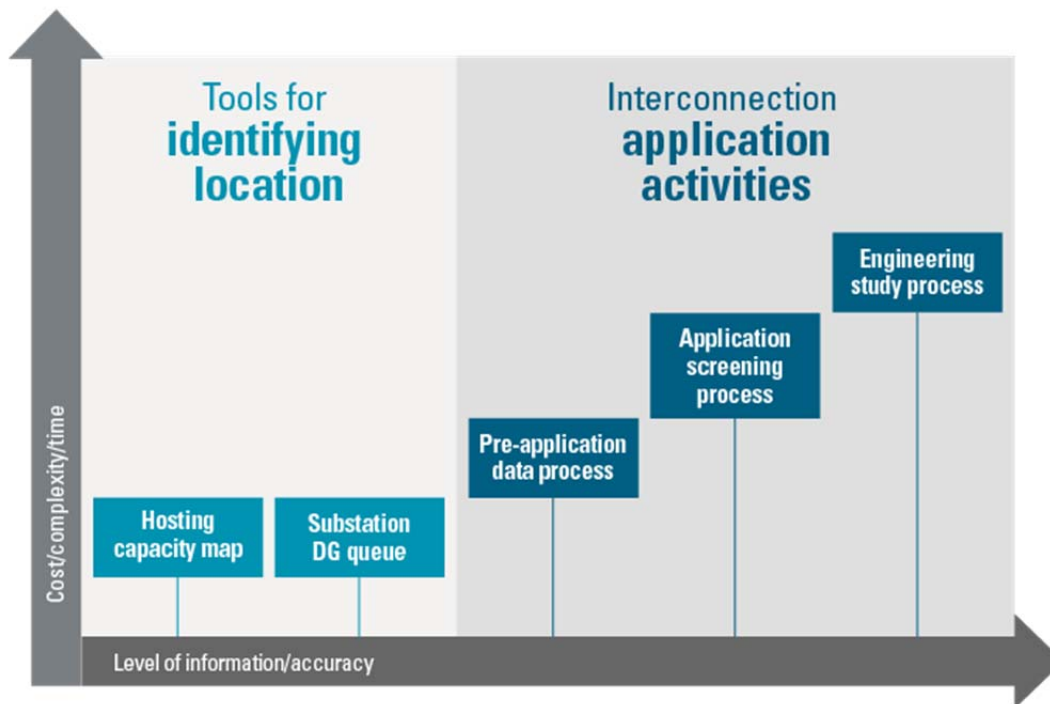 Tools for
identifying
location
Interconnection
application
activities
Engineering
study process
Application
screening
process
Pre-application
data process
Hosting
capacity map
Substation
DG queue
Cost/complexity/time
Level of information/accuracy